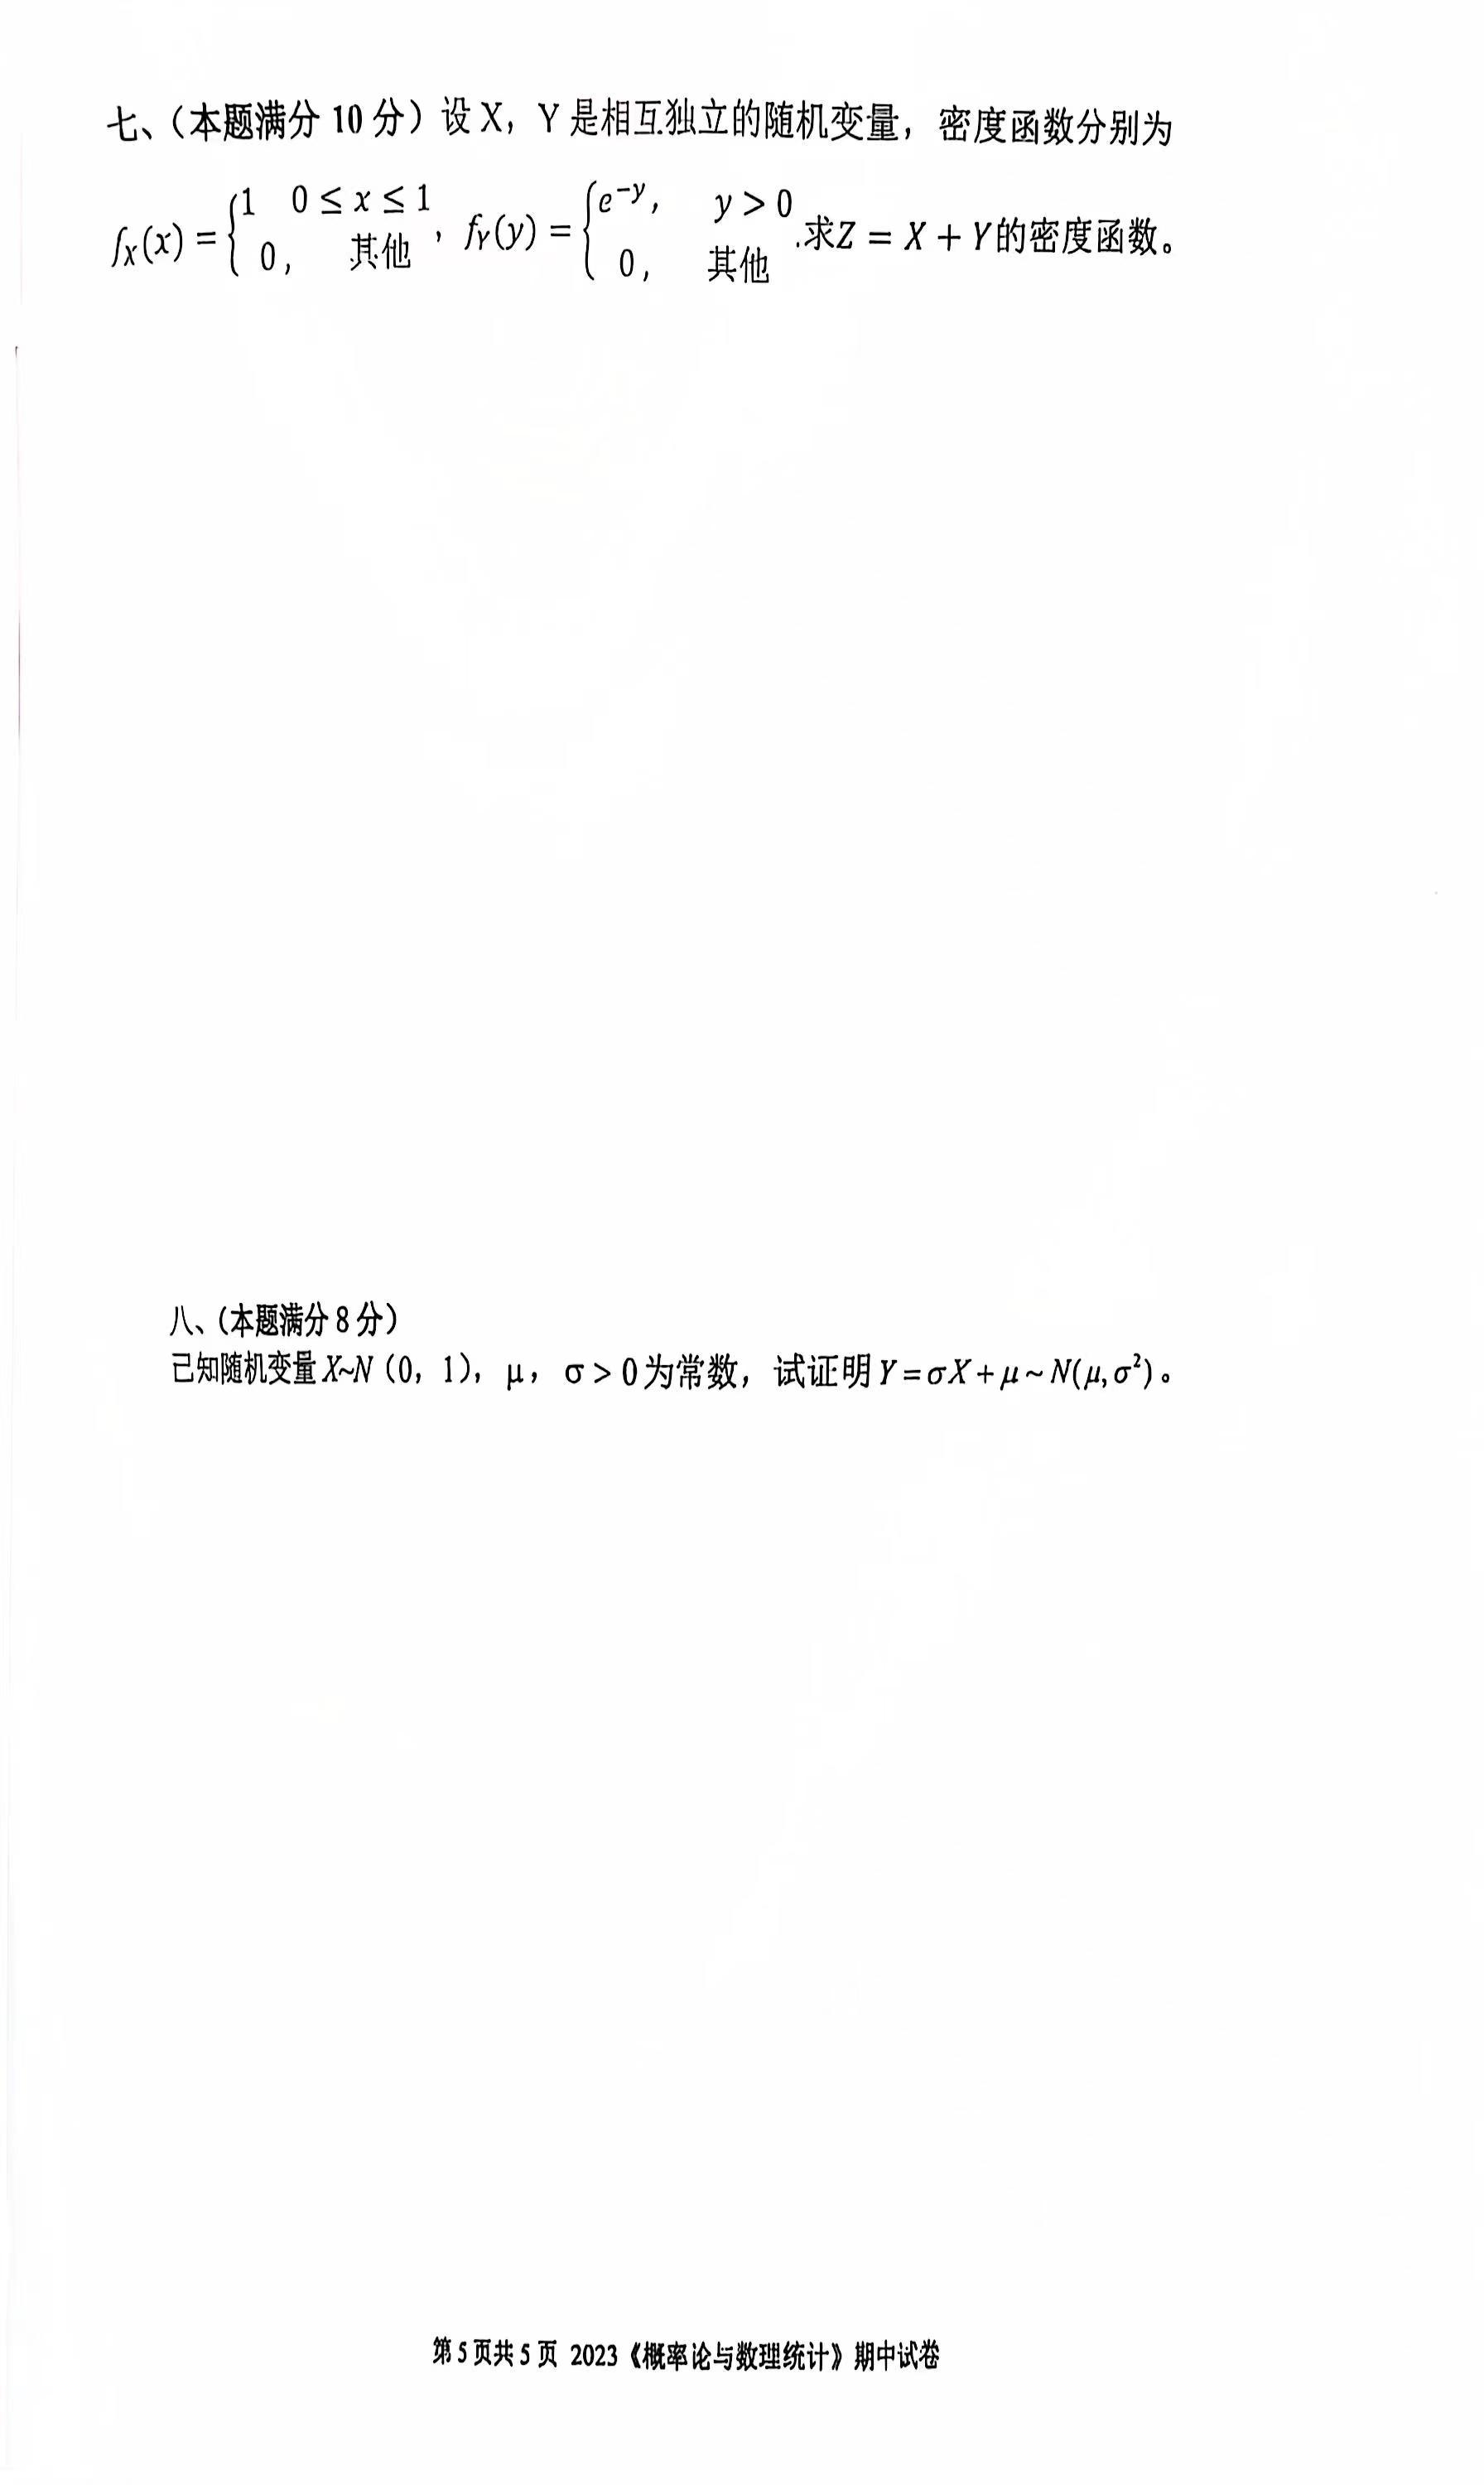 七、（本题满分 10 分）设 X，Y 是相互独立的随机变量，密度函数分别为
f_X(x) = {1 0 ≤ x ≤ 1, 0, 其他 , f_Y(y) = {e^{-y}, y > 0, 0, 其他 .求Z = X + Y的密度函数。
八、（本题满分 8 分）
已知随机变量 X~N（0，1），μ，σ > 0 为常数，试证明 Y = σX + μ ~ N(μ, σ²)。
第 5 页共 5 页 2023《概率论与数理统计》期中试卷